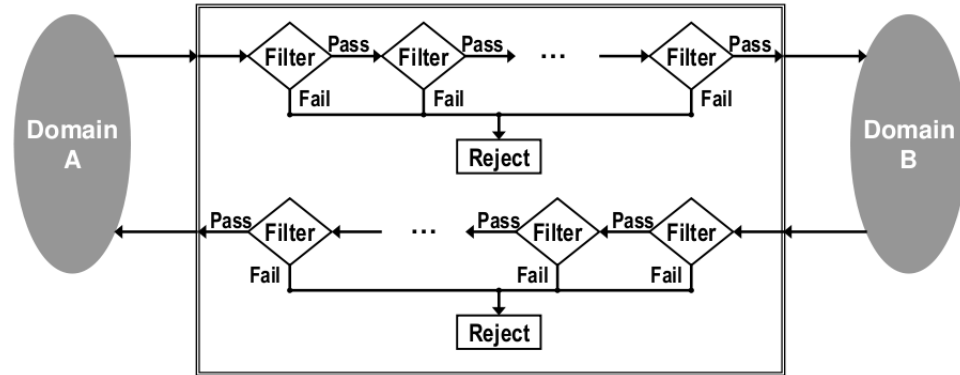 Filter Pass Filter Pass ... Filter Pass
Fail Fail Fail
Domain
A
Domain
B
Reject
Pass Filter ... Pass Filter Pass Filter
Fail Fail Fail
Reject